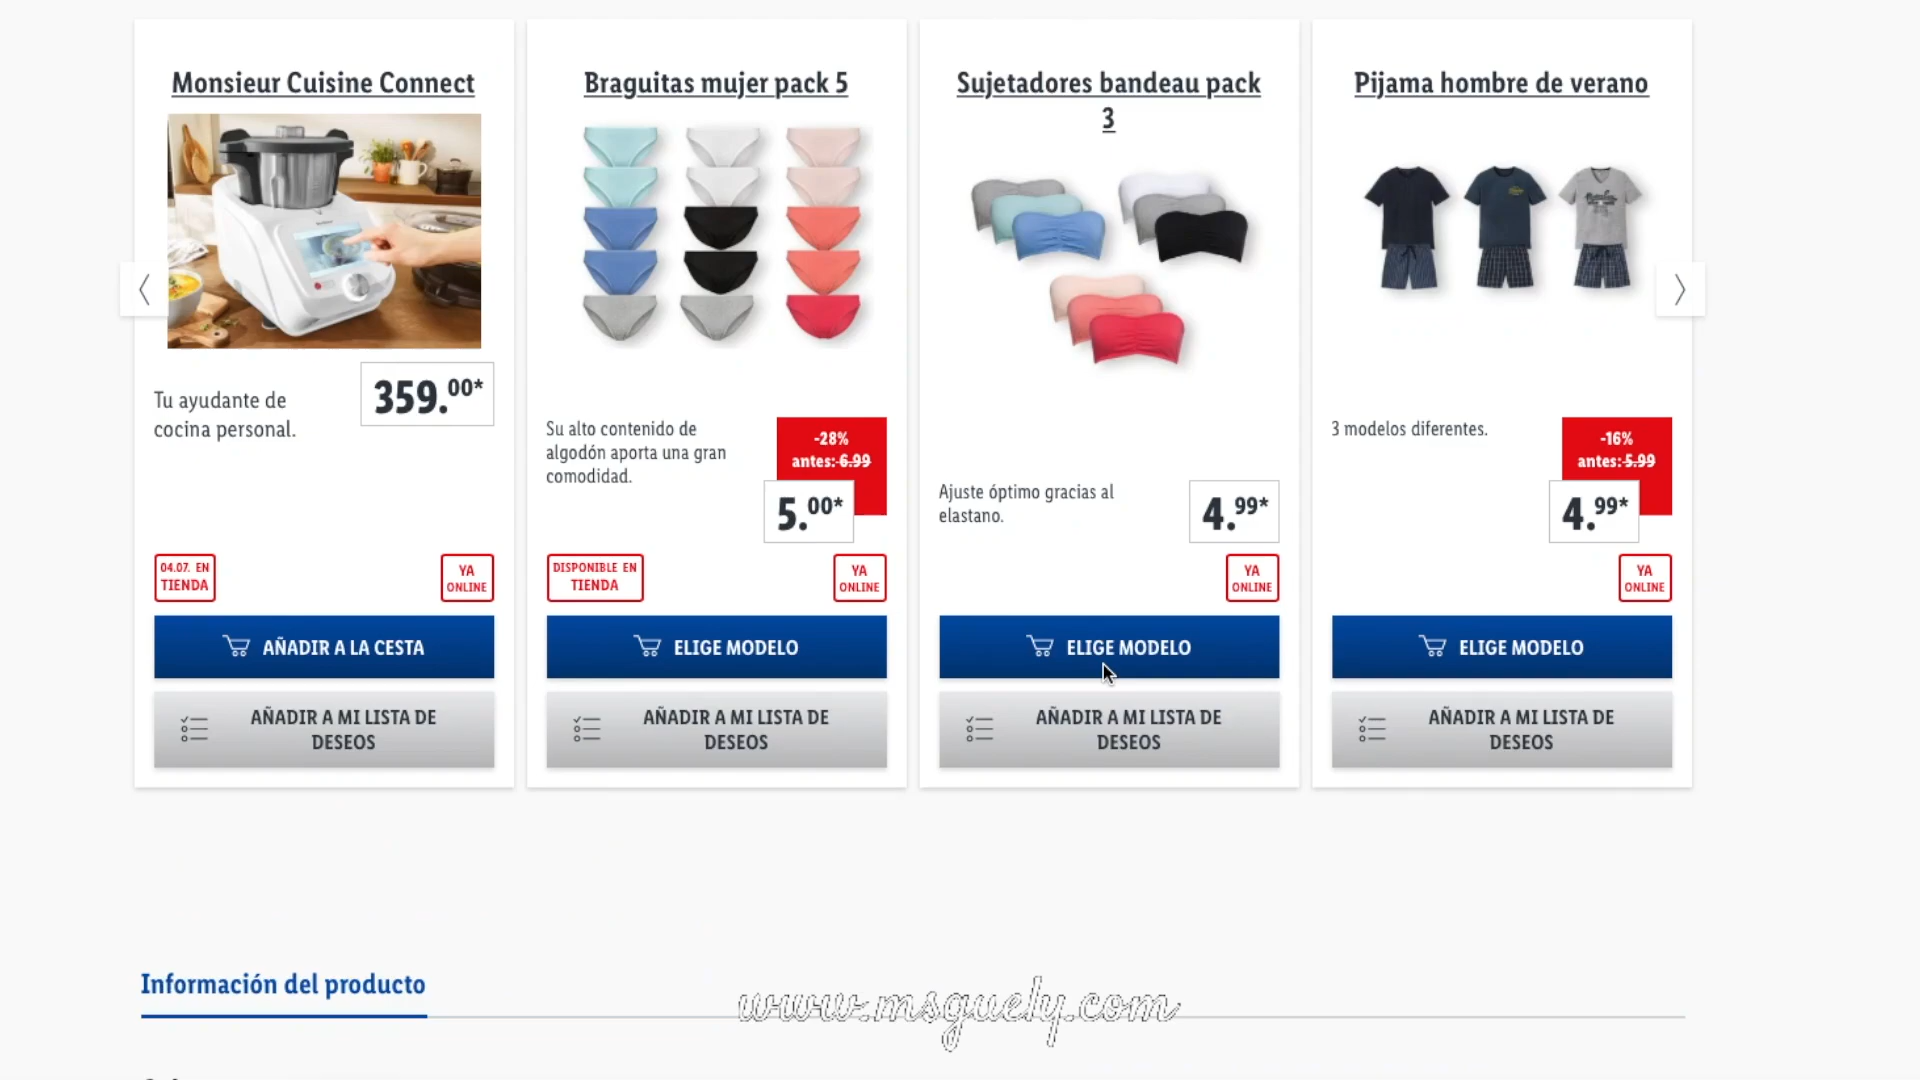 Monsieur Cuisine Connect
Tu ayudante de
cocina personal.
359.00*
04.07. EN
TIENDA
YA
ONLINE
AÑADIR A LA CESTA
AÑADIR A MI LISTA DE
DESEOS
Braguitas mujer pack 5
Su alto contenido de
algodón aporta una gran
comodidad.
-28%
antes: 6.99
5.00*
DISPONIBLE EN
TIENDA
YA
ONLINE
ELIGE MODELO
AÑADIR A MI LISTA DE
DESEOS
Sujetadores bandeau pack
3
Ajuste óptimo gracias al
elastano.
4.99*
YA
ONLINE
ELIGE MODELO
AÑADIR A MI LISTA DE
DESEOS
Pijama hombre de verano
3 modelos diferentes.
-16%
antes: 5.99
4.99*
YA
ONLINE
ELIGE MODELO
AÑADIR A MI LISTA DE
DESEOS
Información del producto
www.msguely.com